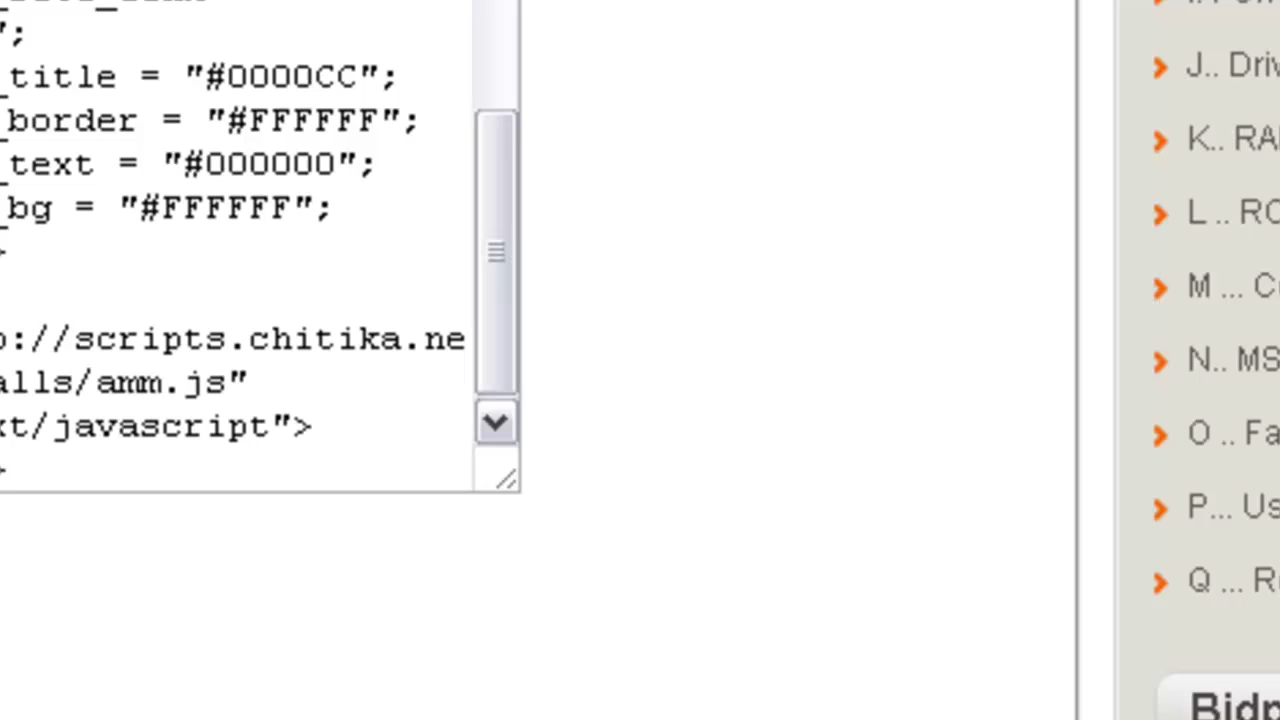 ";
_title = "#0000CC";
_border = "#FFFFFF";
_text = "#000000";
_bg = "#FFFFFF";
>
://scripts.chitika.ne
alls/amm.js"
xt/javascript">
>
J.. Driv
K.. RA
L .. RO
M ... C
N.. MS
O .. Fa
P... Us
Q ... R
Bidp